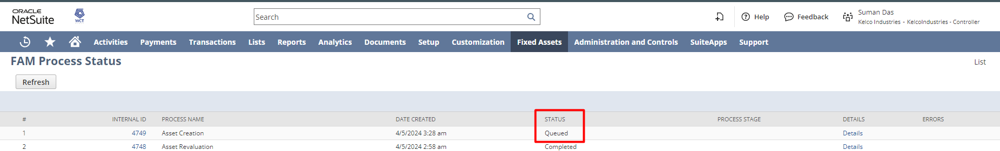 ORACLE
NetSuite
WCT
Search
Help
Feedback
Suman Das
Kelco Industries - KelcoIndustries - Controller
Activities Payments Transactions Lists Reports Analytics Documents Setup Customization Fixed Assets Administration and Controls SuiteApps Support
FAM Process Status
List
Refresh
# INTERNAL ID PROCESS NAME DATE CREATED STATUS PROCESS STAGE DETAILS ERRORS
1 4749 Asset Creation 4/5/2024 3:28 am Queued Details
2 4748 Asset Revaluation 4/5/2024 2:58 am Completed Details